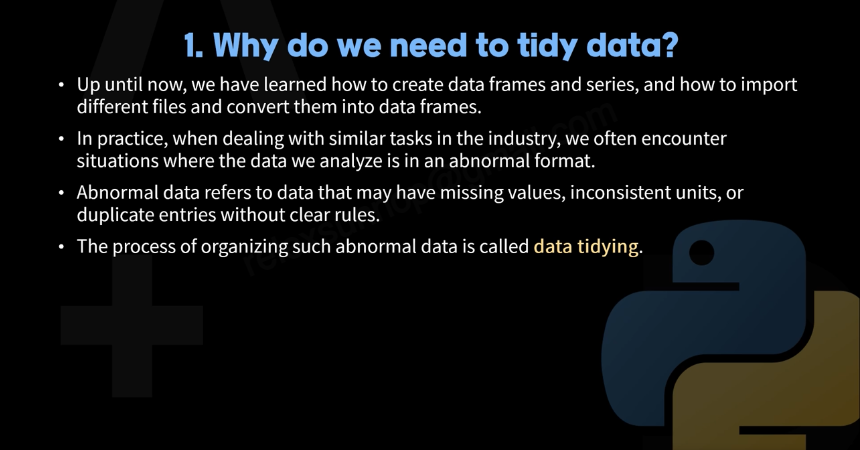 1. Why do we need to tidy data?
• Up until now, we have learned how to create data frames and series, and how to import
different files and convert them into data frames.
• In practice, when dealing with similar tasks in the industry, we often encounter
situations where the data we analyze is in an abnormal format.
• Abnormal data refers to data that may have missing values, inconsistent units, or
duplicate entries without clear rules.
• The process of organizing such abnormal data is called data tidying.